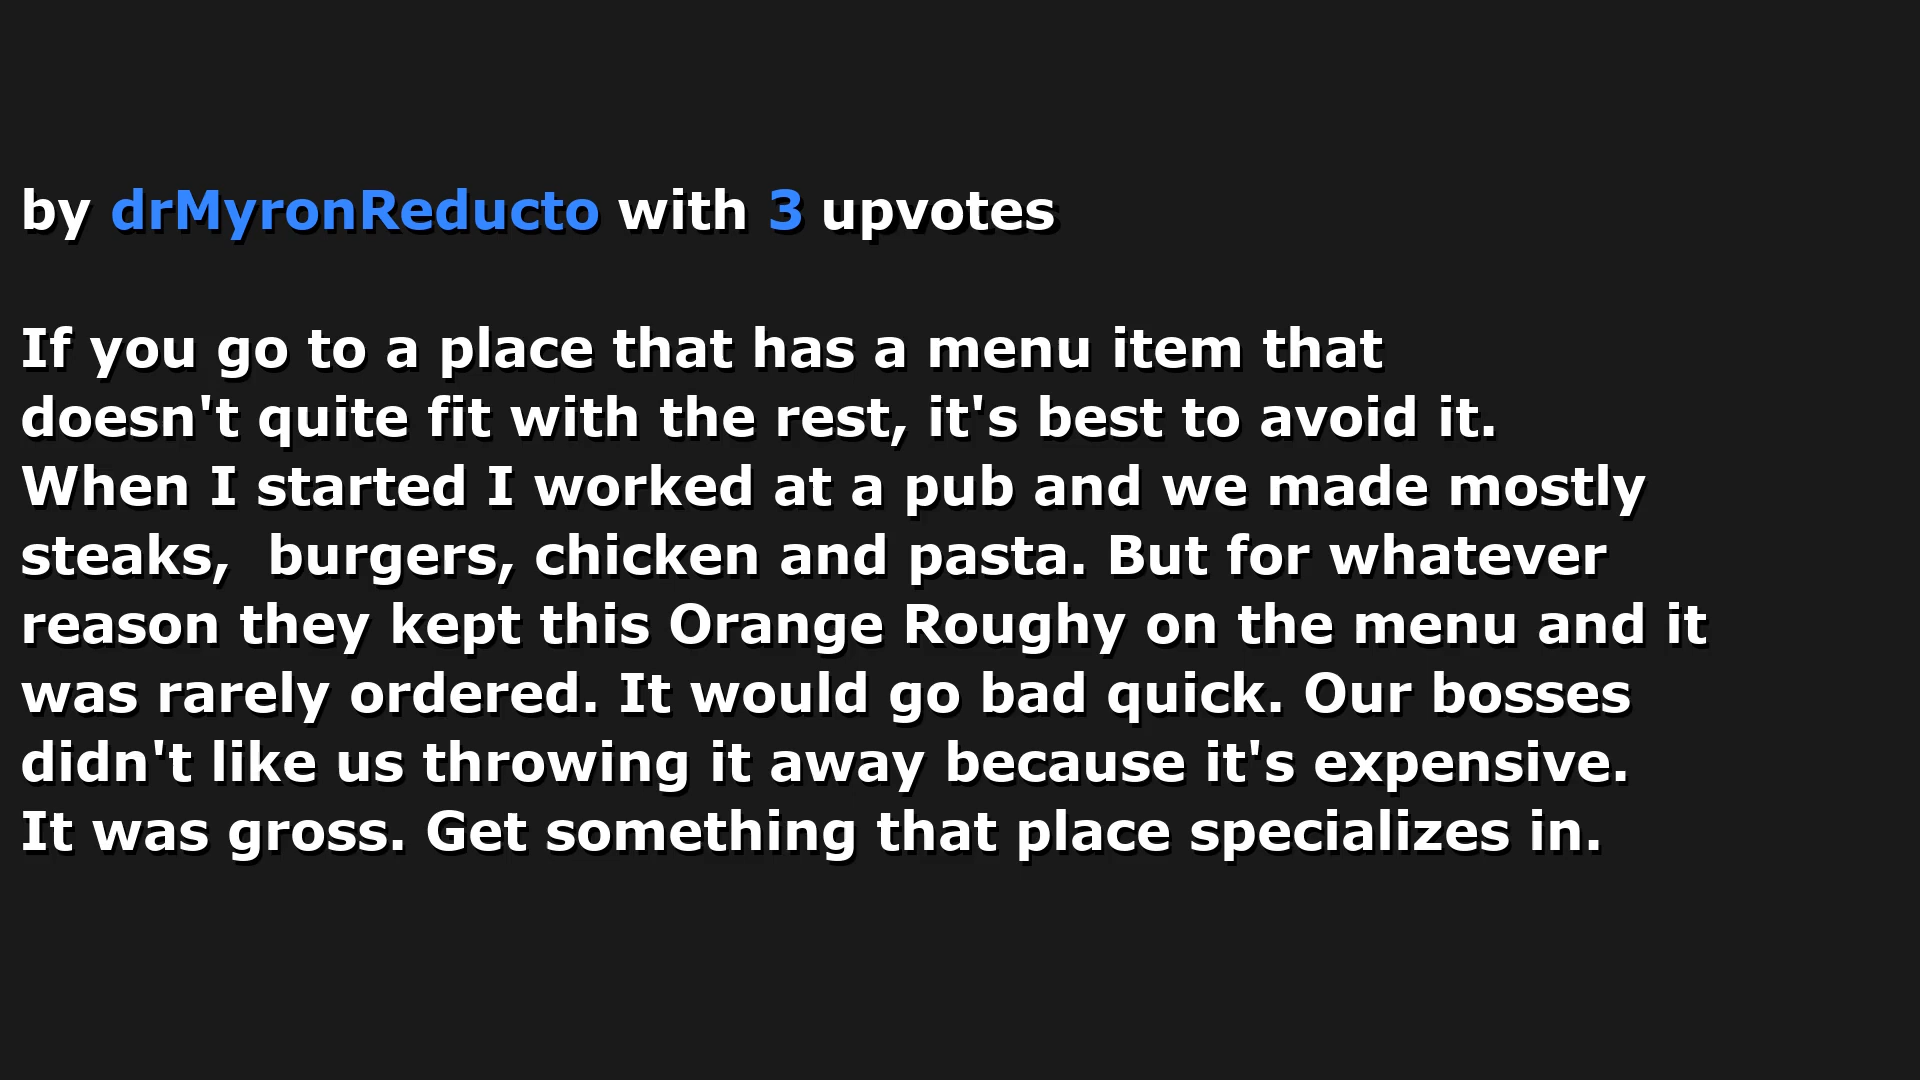 by drMyronReducto with 3 upvotes
If you go to a place that has a menu item that
doesn't quite fit with the rest, it's best to avoid it.
When I started I worked at a pub and we made mostly
steaks,  burgers, chicken and pasta. But for whatever
reason they kept this Orange Roughy on the menu and it
was rarely ordered. It would go bad quick. Our bosses
didn't like us throwing it away because it's expensive.
It was gross. Get something that place specializes in.